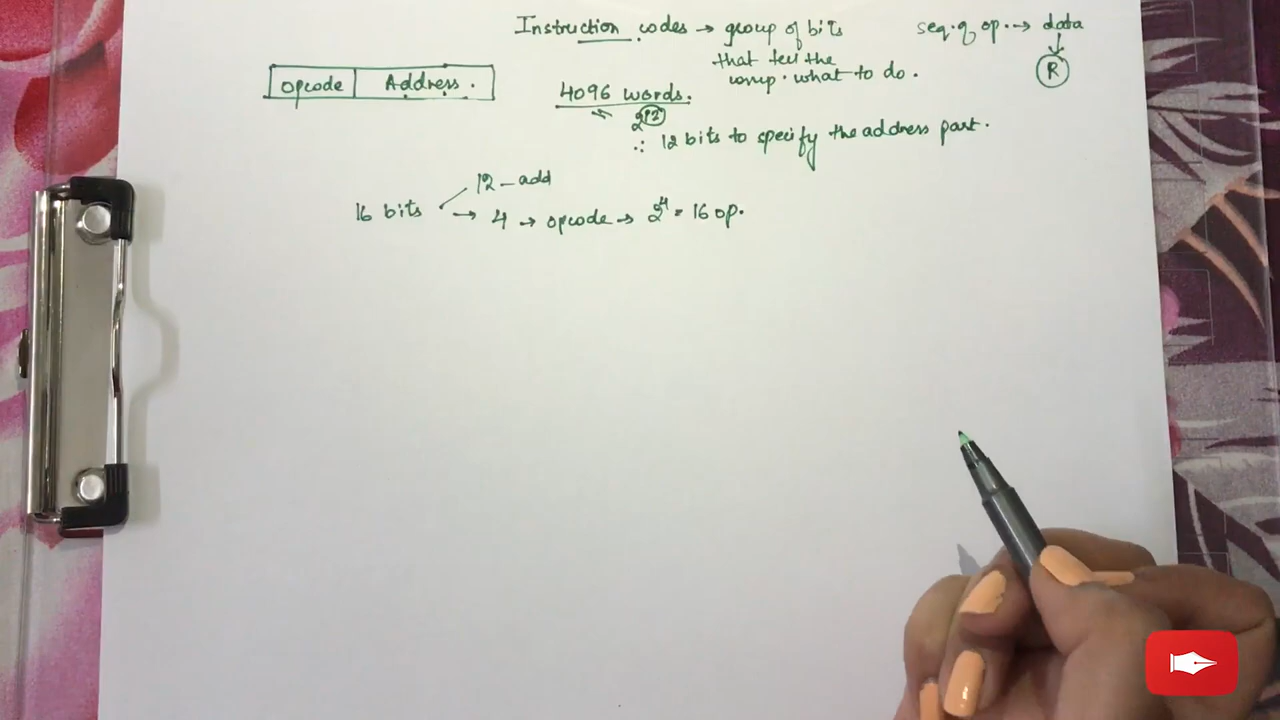 Instruction codes → group of bits
that tell the
comp. what to do.
seq. of op. → data
R
opcode | Address.
4096 words.
2^12
∴ 12 bits to specify the address part.
16 bits
12 – add
→ 4 → opcode → 2^4 = 16 op.